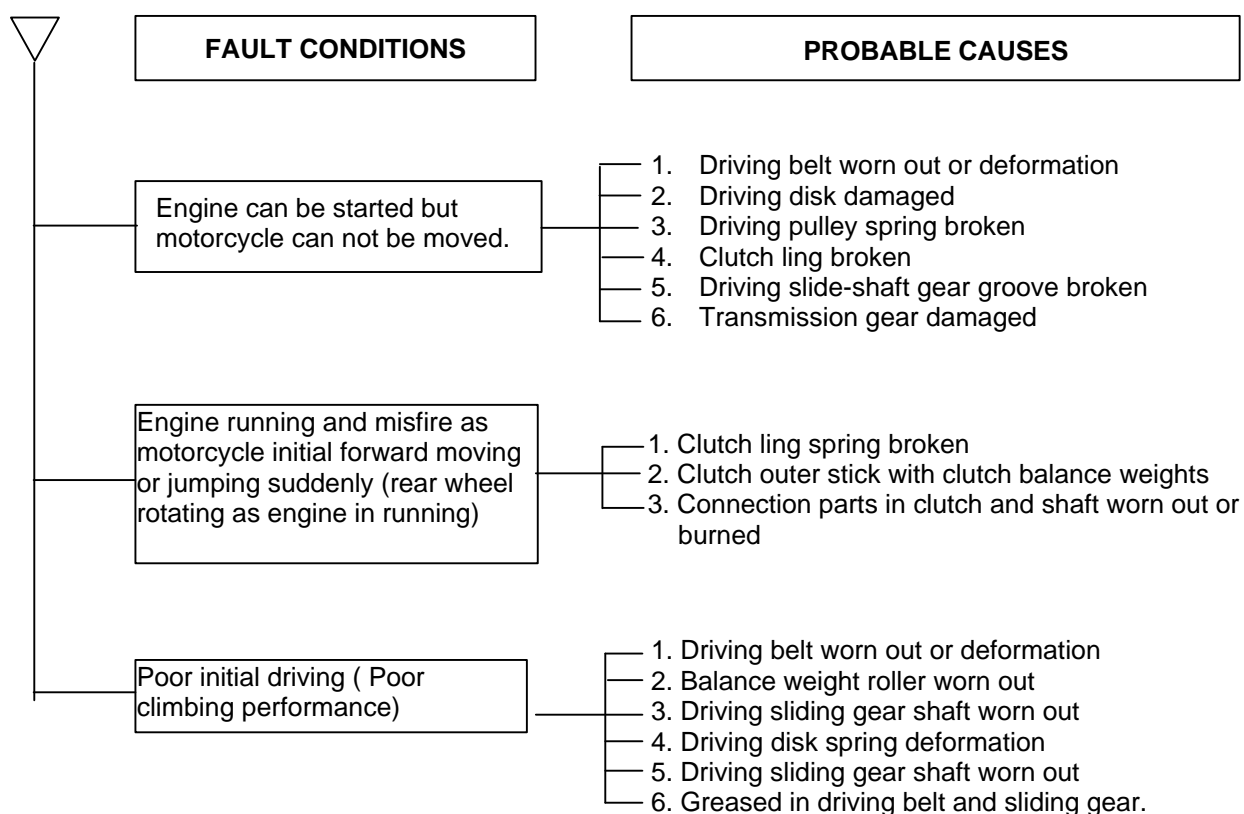 FAULT CONDITIONS
PROBABLE CAUSES
Engine can be started but
motorcycle can not be moved.
1. Driving belt worn out or deformation
2. Driving disk damaged
3. Driving pulley spring broken
4. Clutch ling broken
5. Driving slide-shaft gear groove broken
6. Transmission gear damaged
Engine running and misfire as
motorcycle initial forward moving
or jumping suddenly (rear wheel
rotating as engine in running)
1. Clutch ling spring broken
2. Clutch outer stick with clutch balance weights
3. Connection parts in clutch and shaft worn out or
burned
Poor initial driving ( Poor
climbing performance)
1. Driving belt worn out or deformation
2. Balance weight roller worn out
3. Driving sliding gear shaft worn out
4. Driving disk spring deformation
5. Driving sliding gear shaft worn out
6. Greased in driving belt and sliding gear.